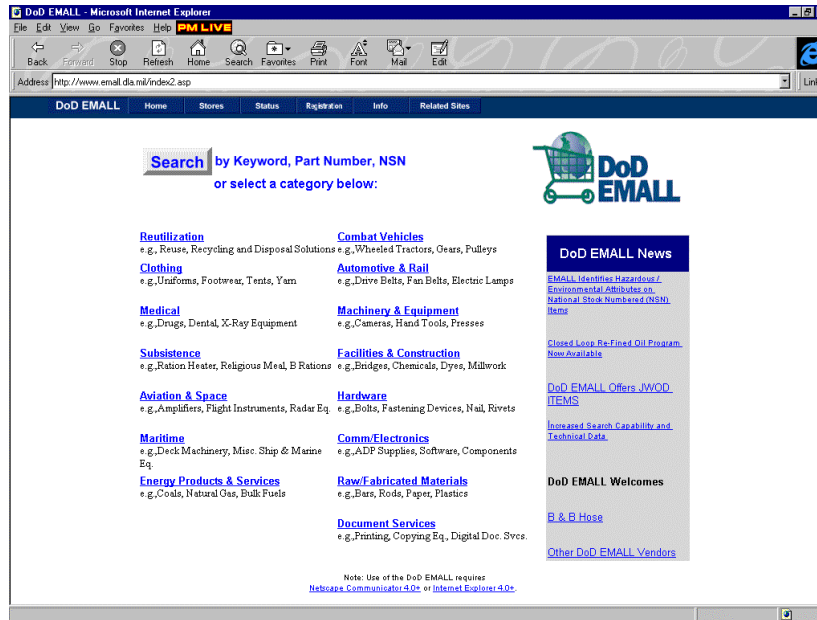 DoD EMALL - Microsoft Internet Explorer
File Edit View Go Favorites Help PM LIVE
Back Forward Stop Refresh Home Search Favorites Print Font Mail Edit
Address http://www.emall.dla.mil/index2.asp
DoD EMALL Home Stores Status Registration Info Related Sites
Search by Keyword, Part Number, NSN
or select a category below:
DoD
EMALL
Reutilization
e.g., Reuse, Recycling and Disposal Solutions
Clothing
e.g.,Uniforms, Footwear, Tents, Yarn
Medical
e.g.,Drugs, Dental, X-Ray Equipment
Subsistence
e.g.,Ration Heater, Religious Meal, B Rations
Aviation & Space
e.g.,Amplifiers, Flight Instruments, Radar Eq.
Maritime
e.g.,Deck Machinery, Misc. Ship & Marine
Eq.
Energy Products & Services
e.g.,Coals, Natural Gas, Bulk Fuels
Combat Vehicles
e.g.,Wheeled Tractors, Gears, Pulleys
Automotive & Rail
e.g.,Drive Belts, Fan Belts, Electric Lamps
Machinery & Equipment
e.g.,Cameras, Hand Tools, Presses
Facilities & Construction
e.g.,Bridges, Chemicals, Dyes, Millwork
Hardware
e.g.,Bolts, Fastening Devices, Nail, Rivets
Comm/Electronics
e.g.,ADP Supplies, Software, Components
Raw/Fabricated Materials
e.g.,Bars, Rods, Paper, Plastics
Document Services
e.g.,Printing, Copying Eq., Digital Doc. Svcs.
DoD EMALL News
EMALL Identifies Hazardous /
Environmental Attributes on
National Stock Numbered (NSN)
Items
Closed Loop Re-Fined Oil Program
Now Available
DoD EMALL Offers JWOD
ITEMS
Increased Search Capability and
Technical Data
DoD EMALL Welcomes
B & B Hose
Other DoD EMALL Vendors
Note: Use of the DoD EMALL requires
Netscape Communicator 4.0+ or Internet Explorer 4.0+.